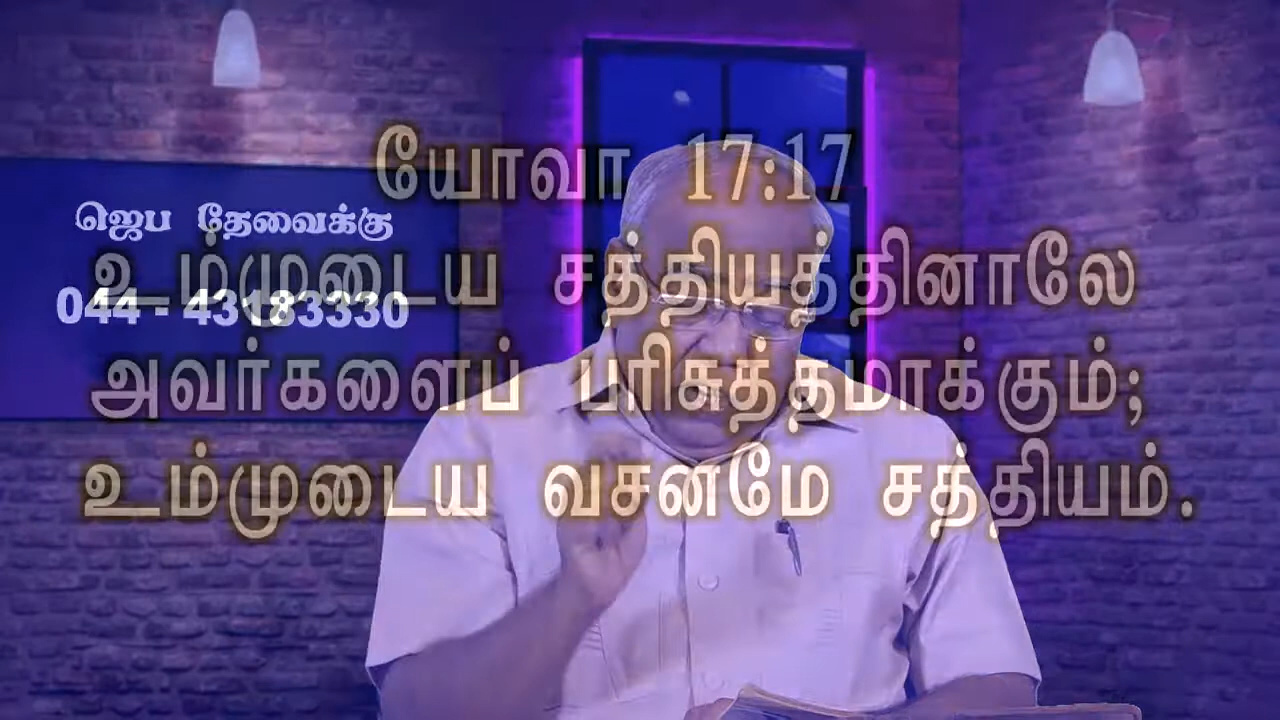 யோவா 17:17
ஜெப தேவைக்கு
044 - 43183330
உம்முடைய சத்தியத்தினாலே
அவர்களைப் பரிசுத்தமாக்கும்;
உம்முடைய வசனமே சத்தியம்.